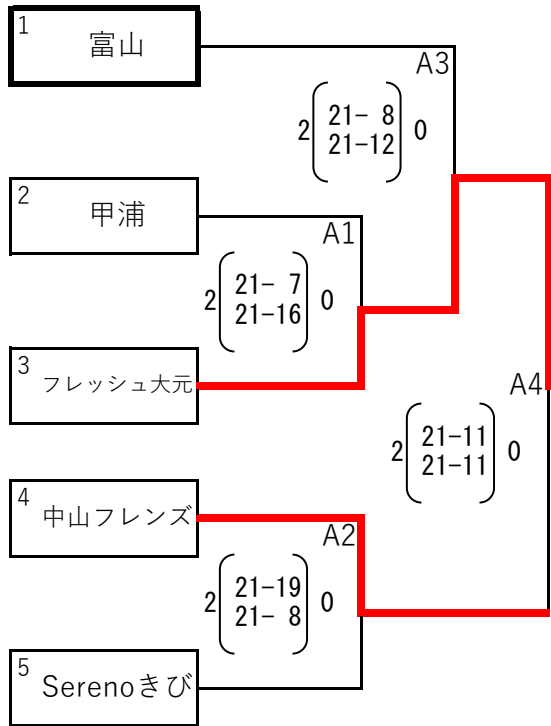 1 富山
A3
2 21- 8 0
21-12
2 甲浦
A1
2 21- 7 0
21-16
3 フレッシュ大元
A4
2 21-11 0
21-11
4 中山フレンズ
A2
2 21-19 0
21- 8
5 Serenoきび